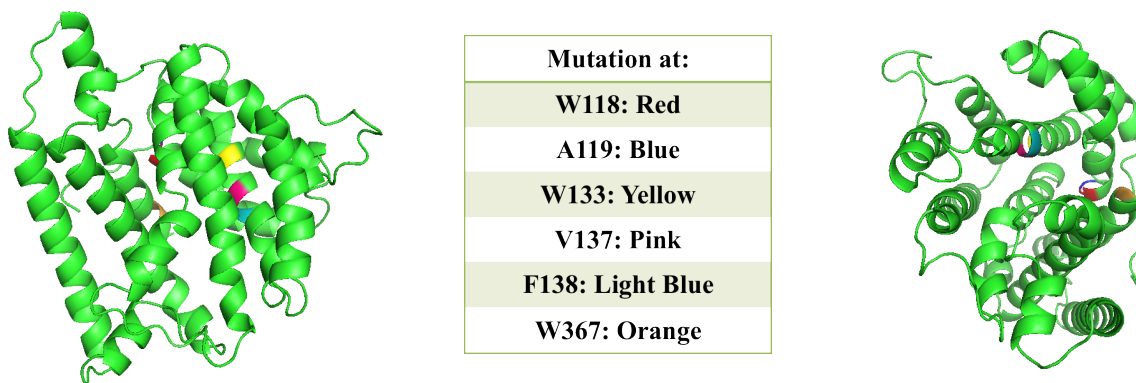 Mutation at:
W118: Red
A119: Blue
W133: Yellow
V137: Pink
F138: Light Blue
W367: Orange